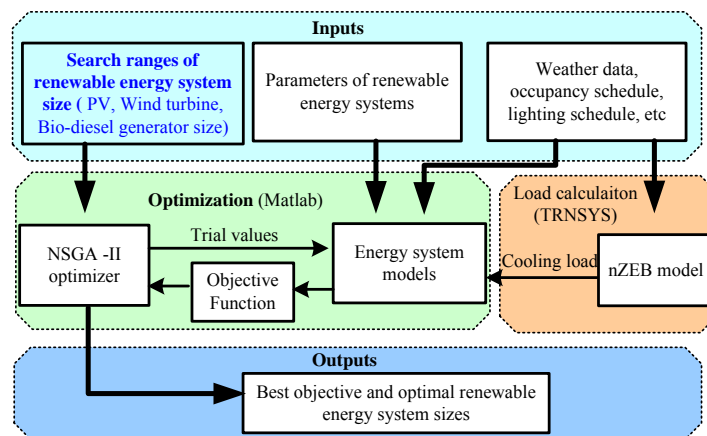 Inputs
Search ranges of
renewable energy system
size ( PV, Wind turbine,
Bio-diesel generator size)
Parameters of renewable
energy systems
Weather data,
occupancy schedule,
lighting schedule, etc
Optimization (Matlab)
Load calculaiton
(TRNSYS)
NSGA -II
optimizer
Trial values
Objective
Function
Energy system
models
Cooling load
nZEB model
Outputs
Best objective and optimal renewable
energy system sizes